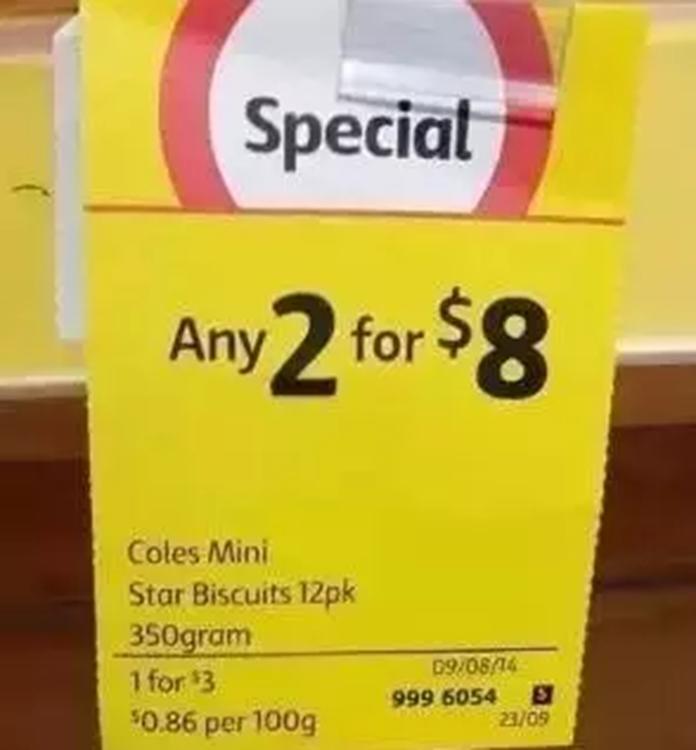 Special
Any 2 for $8
Coles Mini
Star Biscuits 12pk
350gram
1 for $3
$0.86 per 100g
09/08/14
999 6054 S
23/09